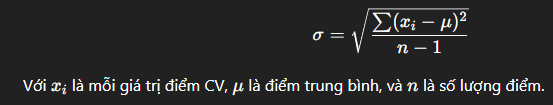 σ = √(∑(xᵢ − μ)² / (n − 1))
Với xᵢ là mỗi giá trị điểm CV, μ là điểm trung bình, và n là số lượng điểm.